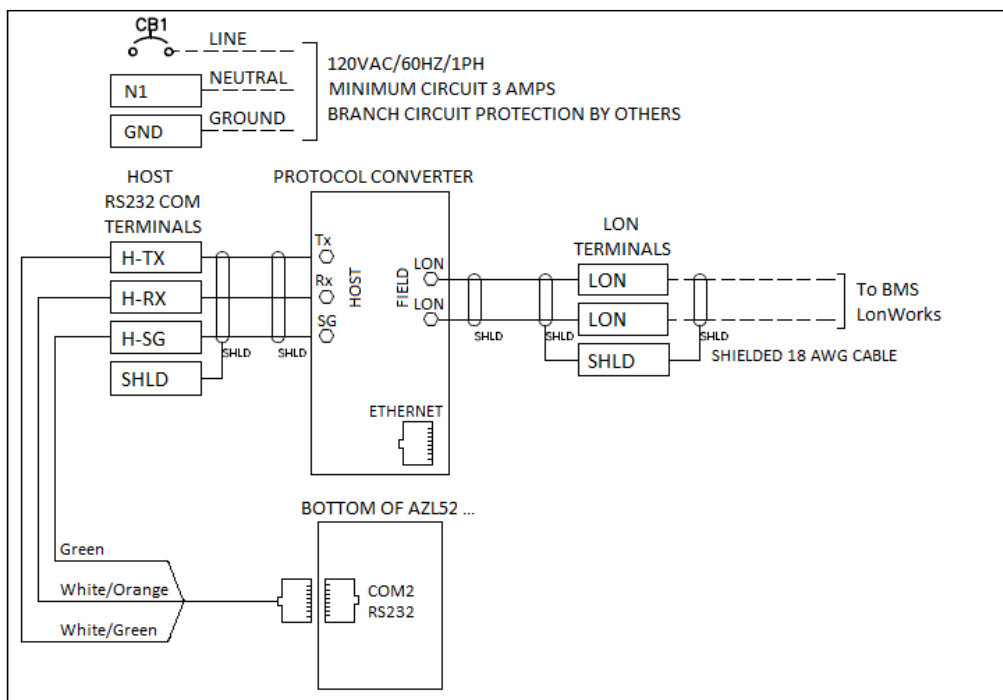 CB1
LINE
NEUTRAL
N1
GROUND
GND
120VAC/60HZ/1PH
MINIMUM CIRCUIT 3 AMPS
BRANCH CIRCUIT PROTECTION BY OTHERS
HOST
RS232 COM
TERMINALS
H-TX
H-RX
H-SG
SHLD
SHLD
SHLD
PROTOCOL CONVERTER
Tx
Rx
SG
HOST
FIELD
LON
LON
ETHERNET
SHLD
SHLD
LON
TERMINALS
LON
LON
SHLD
SHLD
To BMS
LonWorks
SHIELDED 18 AWG CABLE
BOTTOM OF AZL52 ...
COM2
RS232
Green
White/Orange
White/Green